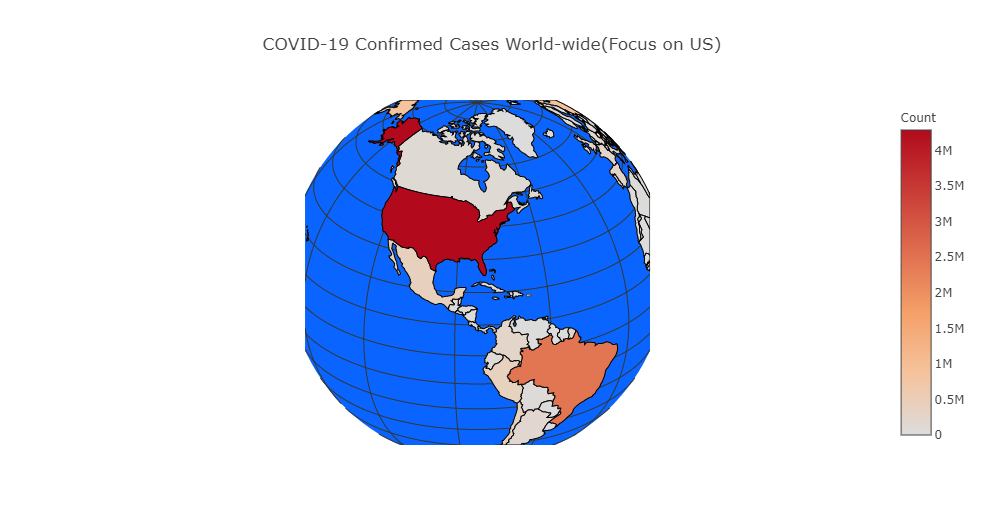 COVID-19 Confirmed Cases World-wide(Focus on US)
Count
4M
3.5M
3M
2.5M
2M
1.5M
1M
0.5M
0